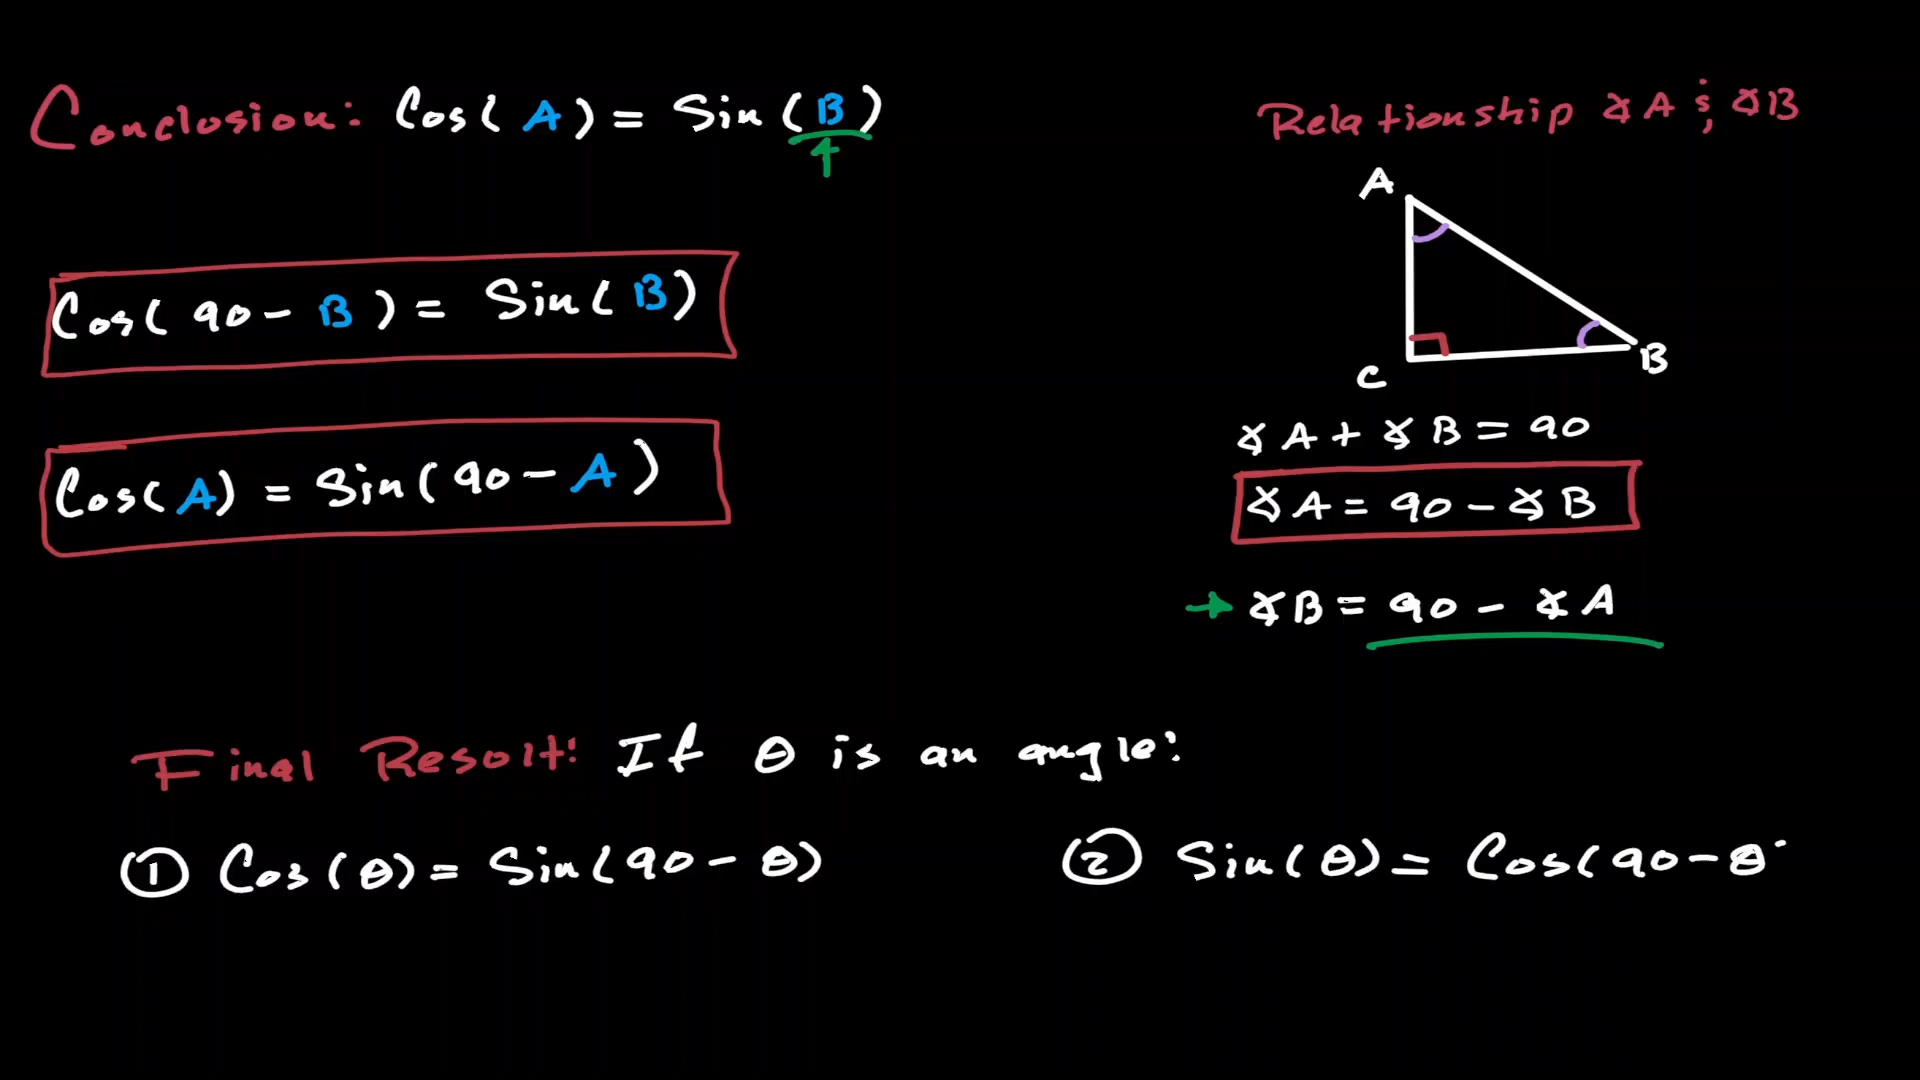 Conclusion: Cos(A) = Sin(B)
Cos(90 - B) = Sin(B)
Cos(A) = Sin(90 - A)
Relationship ∡A & ∡B
A
C
B
∡A + ∡B = 90
∡A = 90 - ∡B
→ ∡B = 90 - ∡A
Final Result: If θ is an angle:
① Cos(θ) = Sin(90 - θ)
② Sin(θ) = Cos(90 - θ